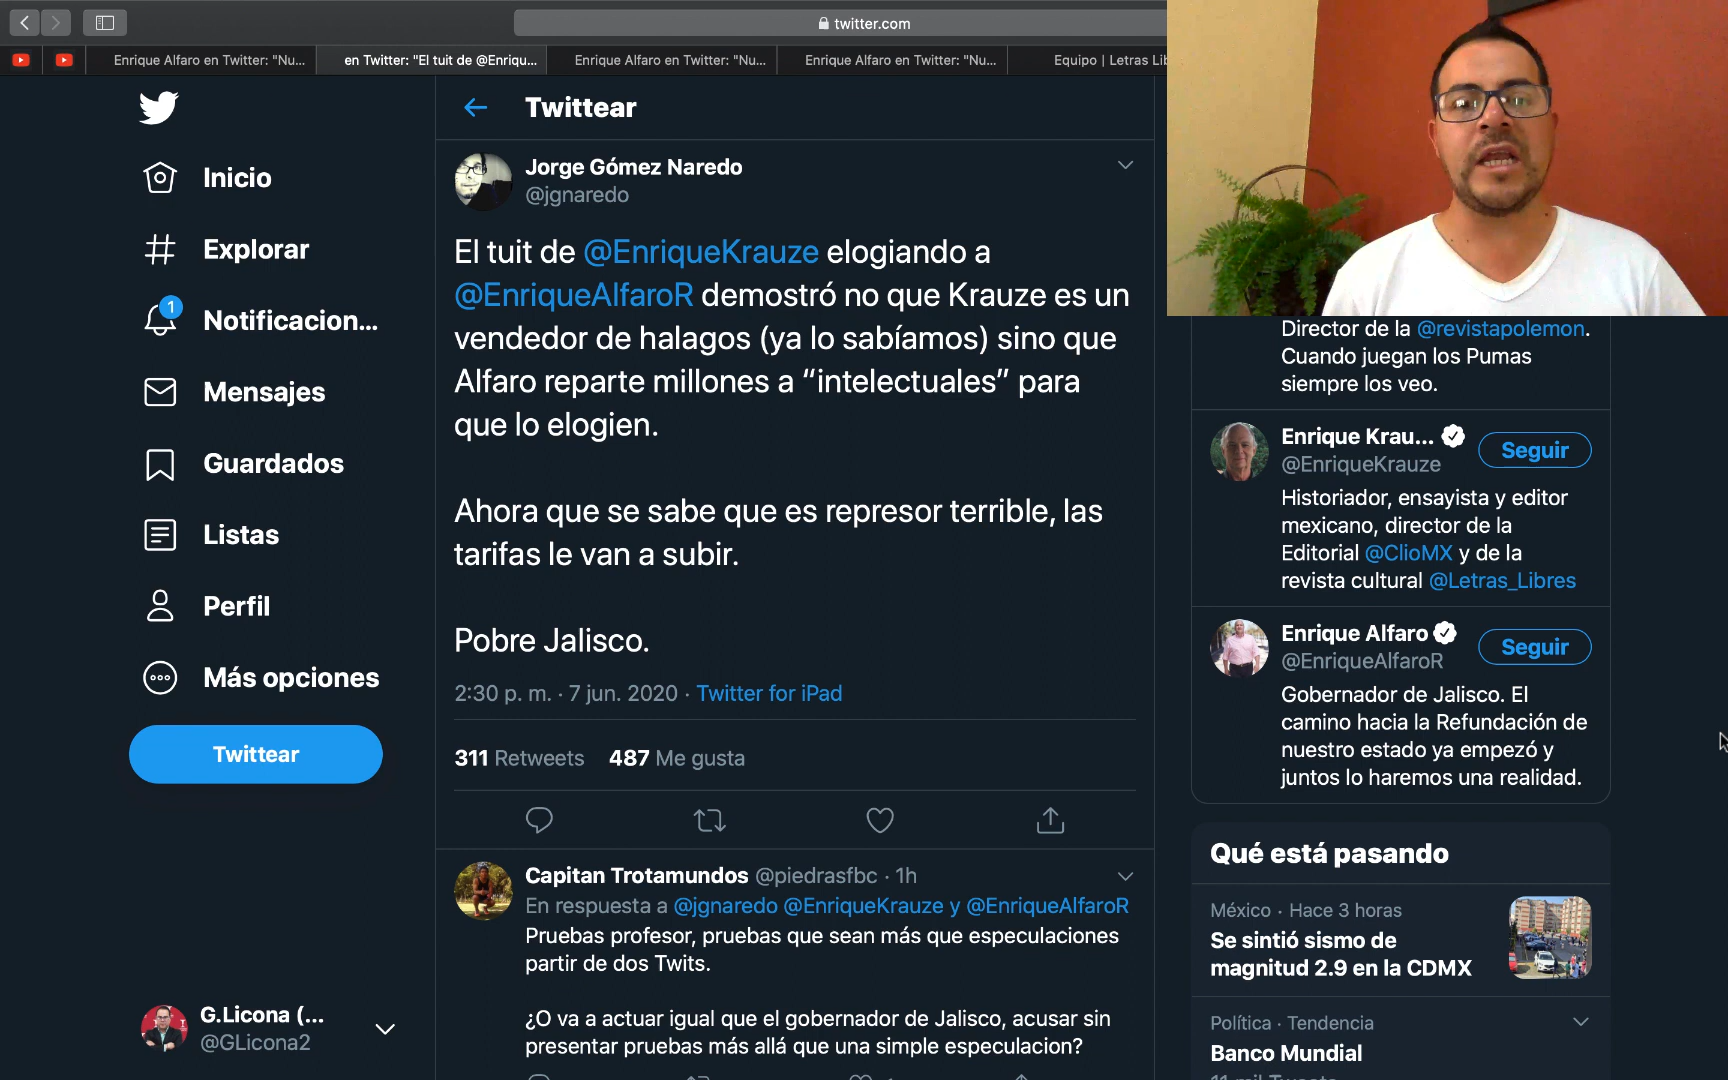 twitter.com
Enrique Alfaro en Twitter: "Nu...
en Twitter: "El tuit de @Enriqu...
Enrique Alfaro en Twitter: "Nu...
Enrique Alfaro en Twitter: "Nu...
Equipo | Letras Lib
Inicio
Explorar
1
Notificacion...
Mensajes
Guardados
Listas
Perfil
Más opciones
Twittear
G.Licona (...
@GLicona2
Twittear
Jorge Gómez Naredo
@jgnaredo
El tuit de @EnriqueKrauze elogiando a
@EnriqueAlfaroR demostró no que Krauze es un
vendedor de halagos (ya lo sabíamos) sino que
Alfaro reparte millones a “intelectuales” para
que lo elogien.
Ahora que se sabe que es represor terrible, las
tarifas le van a subir.
Pobre Jalisco.
2:30 p. m. · 7 jun. 2020 · Twitter for iPad
311 Retweets 487 Me gusta
Capitan Trotamundos @piedrasfbc · 1h
En respuesta a @jgnaredo @EnriqueKrauze y @EnriqueAlfaroR
Pruebas profesor, pruebas que sean más que especulaciones
partir de dos Twits.
¿O va a actuar igual que el gobernador de Jalisco, acusar sin
presentar pruebas más allá que una simple especulacion?
Director de la @revistapolemon.
Cuando juegan los Pumas
siempre los veo.
Enrique Krau...
Seguir
@EnriqueKrauze
Historiador, ensayista y editor
mexicano, director de la
Editorial @ClioMX y de la
revista cultural @Letras_Libres
Enrique Alfaro
Seguir
@EnriqueAlfaroR
Gobernador de Jalisco. El
camino hacia la Refundación de
nuestro estado ya empezó y
juntos lo haremos una realidad.
Qué está pasando
México · Hace 3 horas
Se sintió sismo de
magnitud 2.9 en la CDMX
Política · Tendencia
Banco Mundial
11 mil Tweets